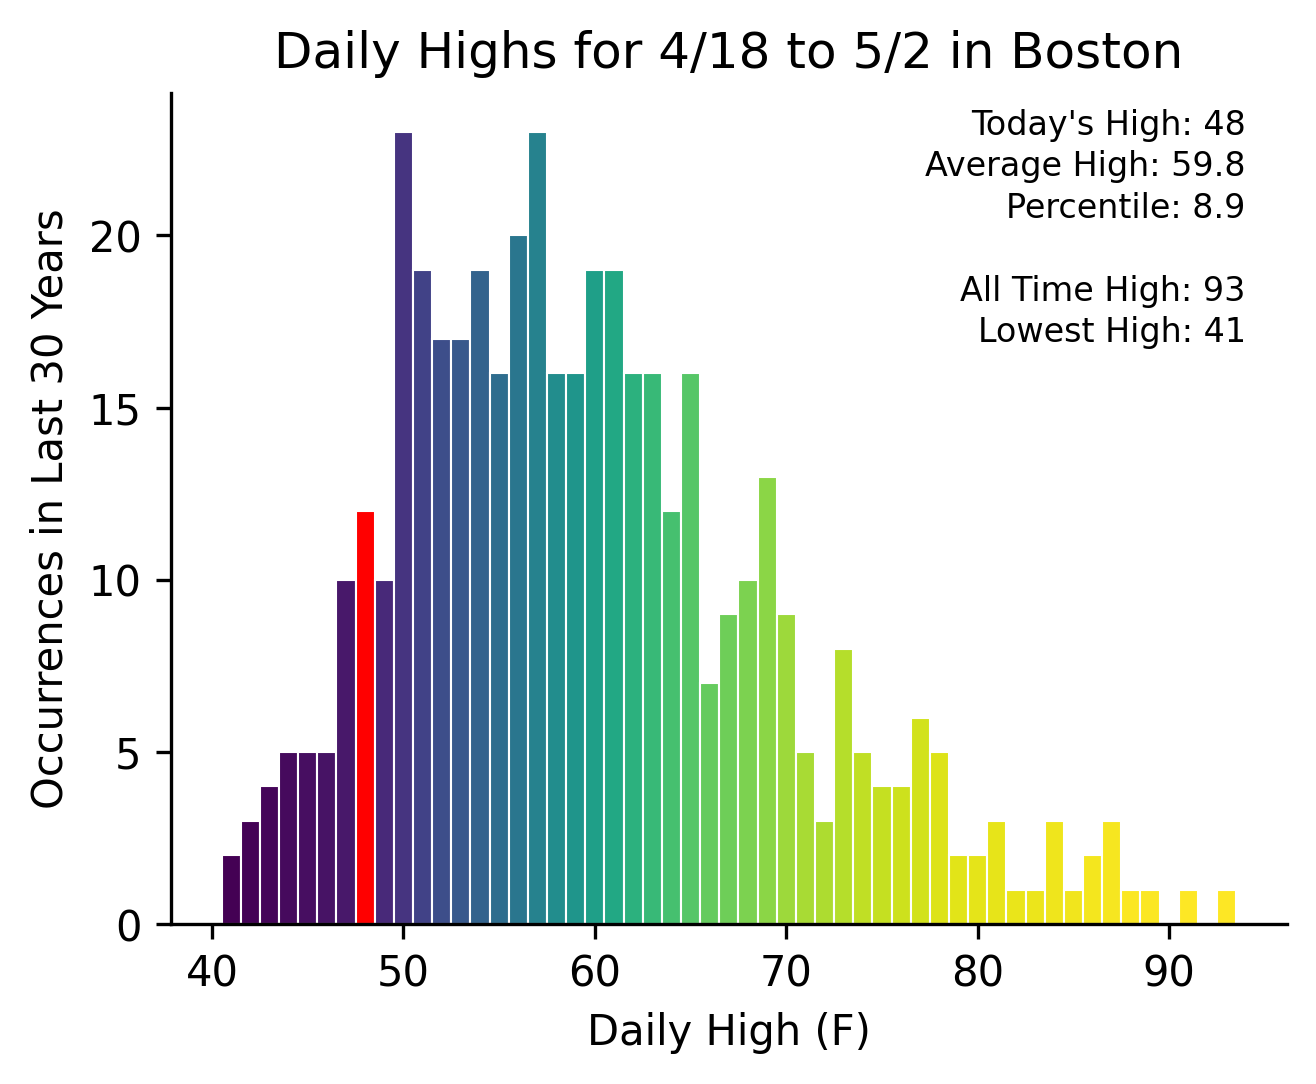 Daily Highs for 4/18 to 5/2 in Boston
Today's High: 48
Average High: 59.8
Percentile: 8.9
All Time High: 93
Lowest High: 41
Occurrences in Last 30 Years
20
15
10
5
0
40 50 60 70 80 90
Daily High (F)